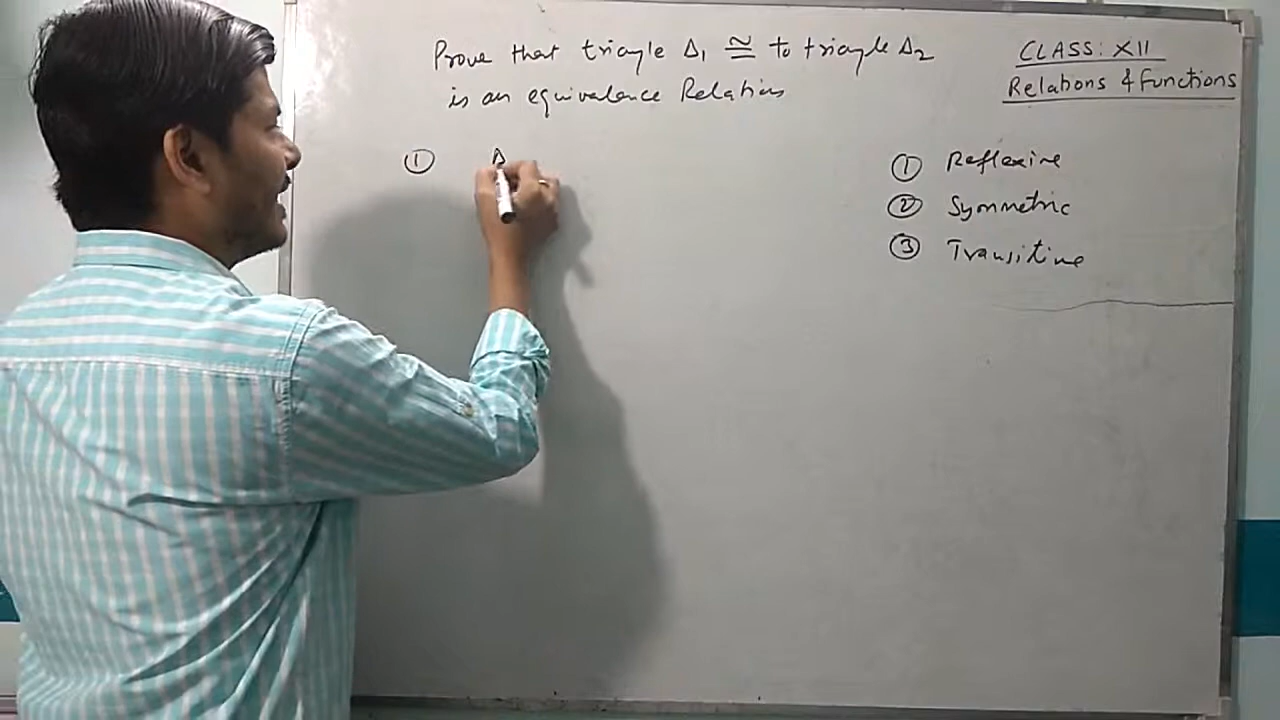 Prove that triangle Δ₁ ≅ to triangle Δ₂
is an equivalence Relations
CLASS: XII
Relations & Functions
① Δ
① Reflexive
② Symmetric
③ Transitive